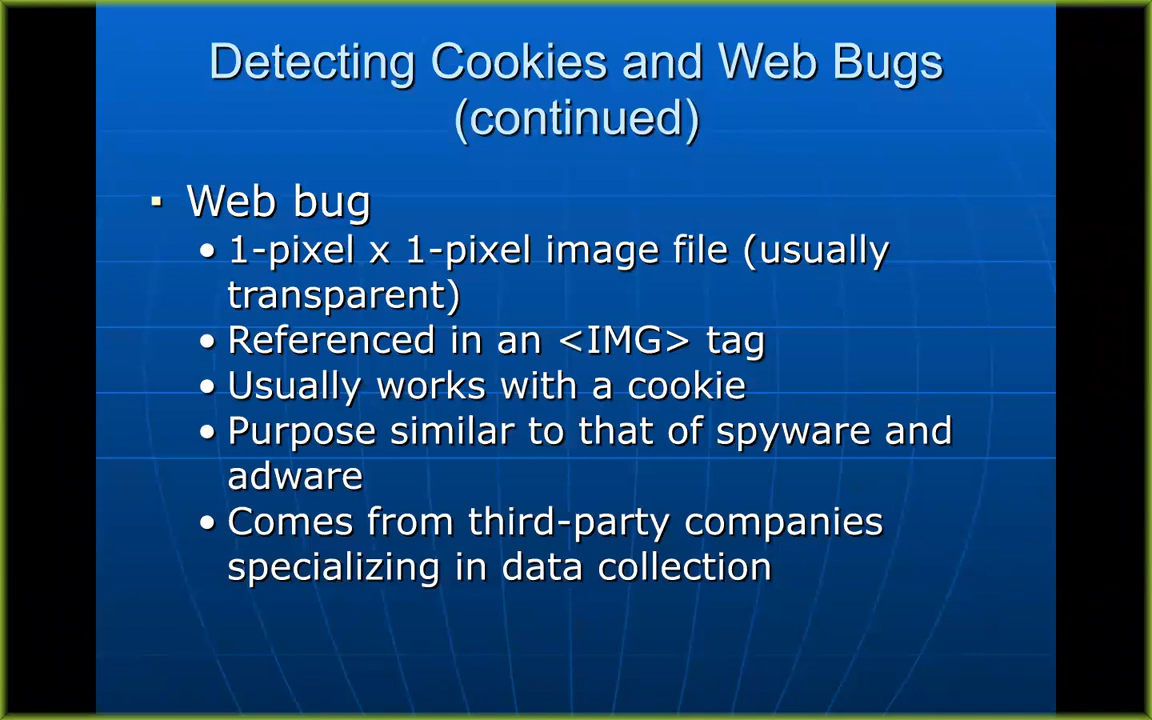 Detecting Cookies and Web Bugs
(continued)
▪ Web bug
• 1-pixel x 1-pixel image file (usually
transparent)
• Referenced in an <IMG> tag
• Usually works with a cookie
• Purpose similar to that of spyware and
adware
• Comes from third-party companies
specializing in data collection